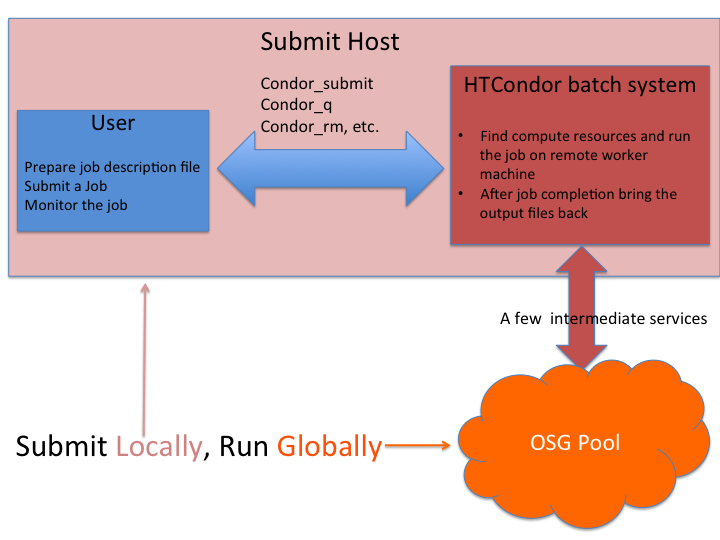 Submit Host
Condor_submit
Condor_q
Condor_rm, etc.
User
Prepare job description file
Submit a Job
Monitor the job
HTCondor batch system
• Find compute resources and run
the job on remote worker
machine
• After job completion bring the
output files back
A few intermediate services
Submit Locally, Run Globally
OSG Pool